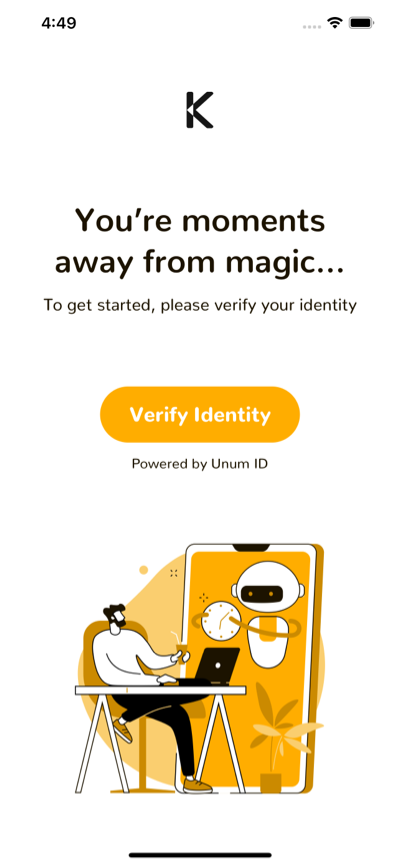 4:49
K
You're moments
away from magic...
To get started, please verify your identity
Verify Identity
Powered by Unum ID